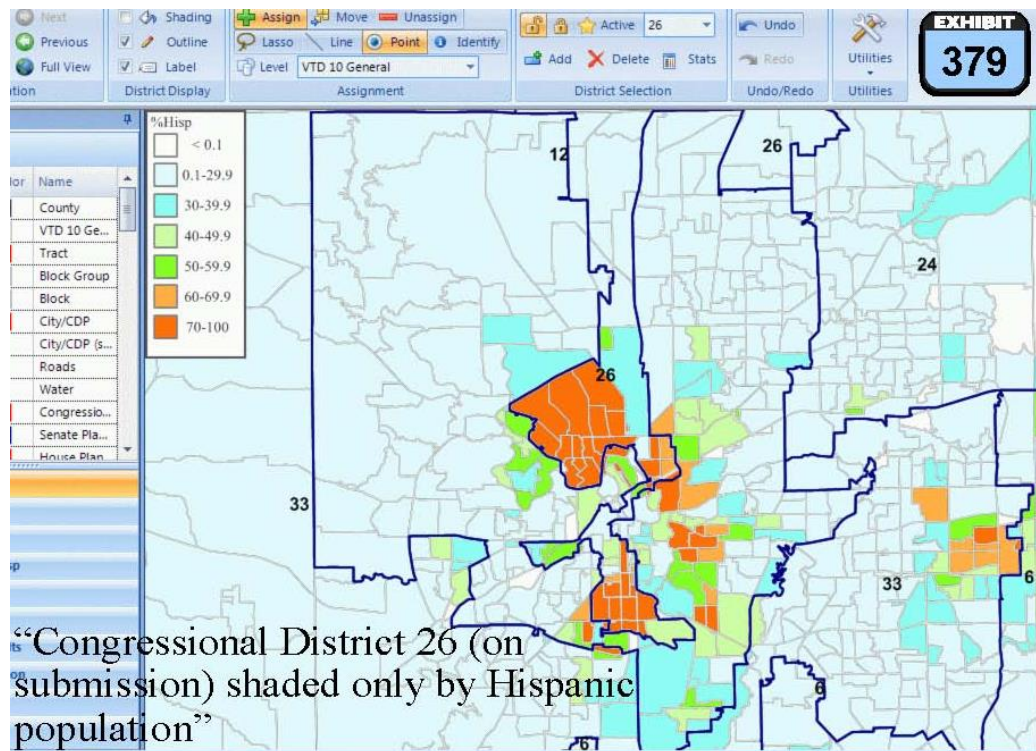 Next
Previous
Full View
Shading
Outline
Label
District Display
Assign Move Unassign
Lasso Line Point Identify
Level VTD 10 General
Assignment
Active 26
Add Delete Stats
District Selection
Undo
Redo
Undo/Redo
Utilities
Utilities
EXHIBIT
379
Name
County
VTD 10 Ge...
Tract
Block Group
Block
City/CDP
City/CDP (s...
Roads
Water
Congressio...
Senate Pla...
House Plan
%Hisp
< 0.1
0.1-29.9
30-39.9
40-49.9
50-59.9
60-69.9
70-100
12
26
24
26
33
33
6
6
6
“Congressional District 26 (on
submission) shaded only by Hispanic
population”